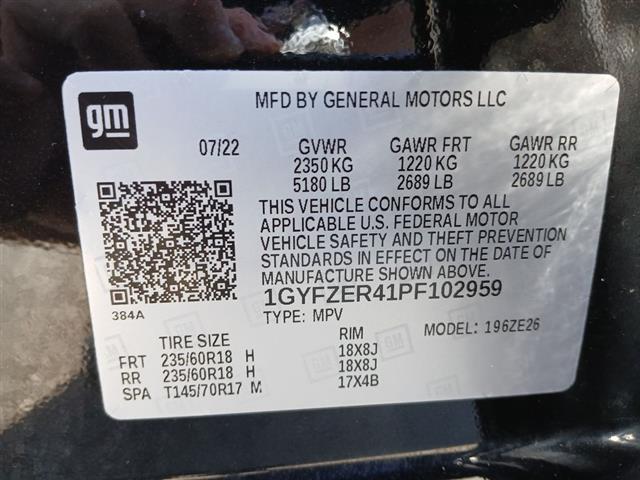 gm
MFD BY GENERAL MOTORS LLC
07/22 GVWR GAWR FRT GAWR RR
2350 KG 1220 KG 1220 KG
5180 LB 2689 LB 2689 LB
THIS VEHICLE CONFORMS TO ALL
APPLICABLE U.S. FEDERAL MOTOR
VEHICLE SAFETY AND THEFT PREVENTION
STANDARDS IN EFFECT ON THE DATE OF
MANUFACTURE SHOWN ABOVE.
384A
1GYFZER41PF102959
TYPE: MPV MODEL: 196ZE26
TIRE SIZE RIM
FRT 235/60R18 H 18X8J
RR 235/60R18 H 18X8J
SPA T145/70R17 M 17X4B